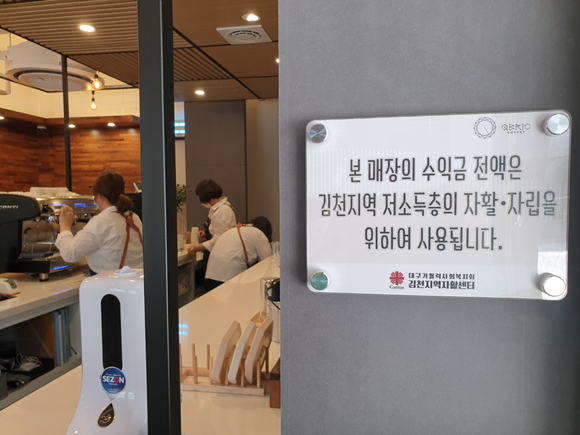 본 매장의 수익금 전액은
김천지역 저소득층의 자활·자립을
위하여 사용됩니다.
Caritas
대구가톨릭사회복지회
김천지역자활센터
SEZON